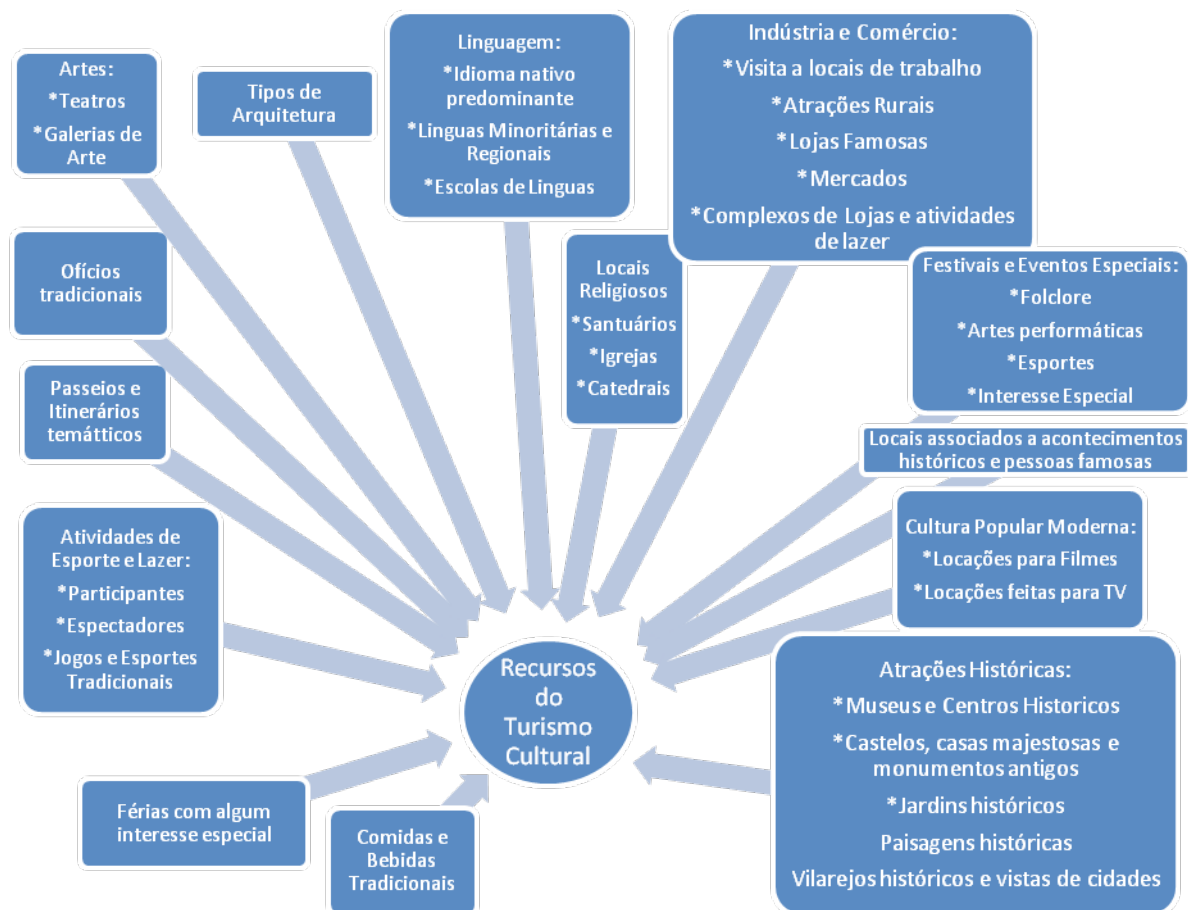 Artes:
*Teatros
*Galerias de
Arte
Tipos de
Arquitetura
Linguagem:
*Idioma nativo
predominante
*Linguas Minoritárias e
Regionais
*Escolas de Linguas
Indústria e Comércio:
*Visita a locais de trabalho
*Atrações Rurais
*Lojas Famosas
*Mercados
*Complexos de Lojas e atividades
de lazer
Ofícios
tradicionais
Locais
Religiosos
*Santuários
*Igrejas
*Catedrais
Festivais e Eventos Especiais:
*Folclore
*Artes performáticas
*Esportes
*Interesse Especial
Passeios e
Itinerários
temátticos
Locais associados a acontecimentos
históricos e pessoas famosas
Cultura Popular Moderna:
*Locações para Filmes
*Locações feitas para TV
Atividades de
Esporte e Lazer:
*Participantes
*Espectadores
*Jogos e Esportes
Tradicionais
Recursos
do
Turismo
Cultural
Atrações Históricas:
*Museus e Centros Historicos
*Castelos, casas majestosas e
monumentos antigos
*Jardins históricos
Paisagens históricas
Vilarejos históricos e vistas de cidades
Férias com algum
interesse especial
Comidas e
Bebidas
Tradicionais